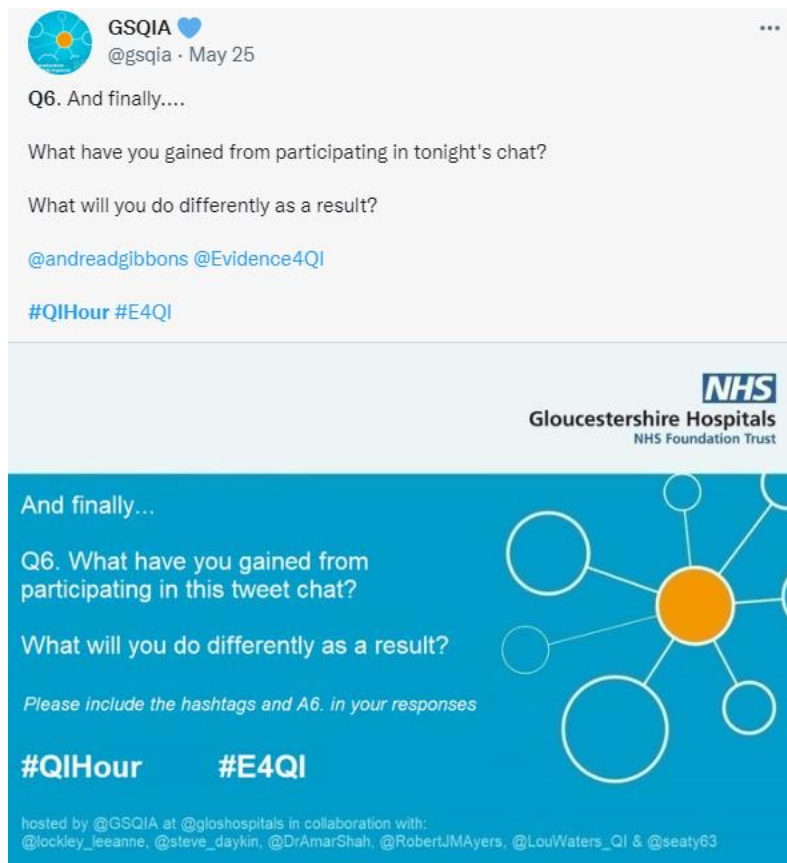 GSQIA 💙
@gsqia · May 25
Q6. And finally....
What have you gained from participating in tonight's chat?
What will you do differently as a result?
@andreadgibbons @Evidence4QI
#QIHour #E4QI
NHS
Gloucestershire Hospitals
NHS Foundation Trust
And finally...
Q6. What have you gained from
participating in this tweet chat?
What will you do differently as a result?
Please include the hashtags and A6. in your responses
#QIHour #E4QI
hosted by @GSQIA at @gloshospitals in collaboration with:
@lockley_leeanne, @steve_daykin, @DrAmarShah, @RobertJMAyers, @LouWaters_QI & @seaty63